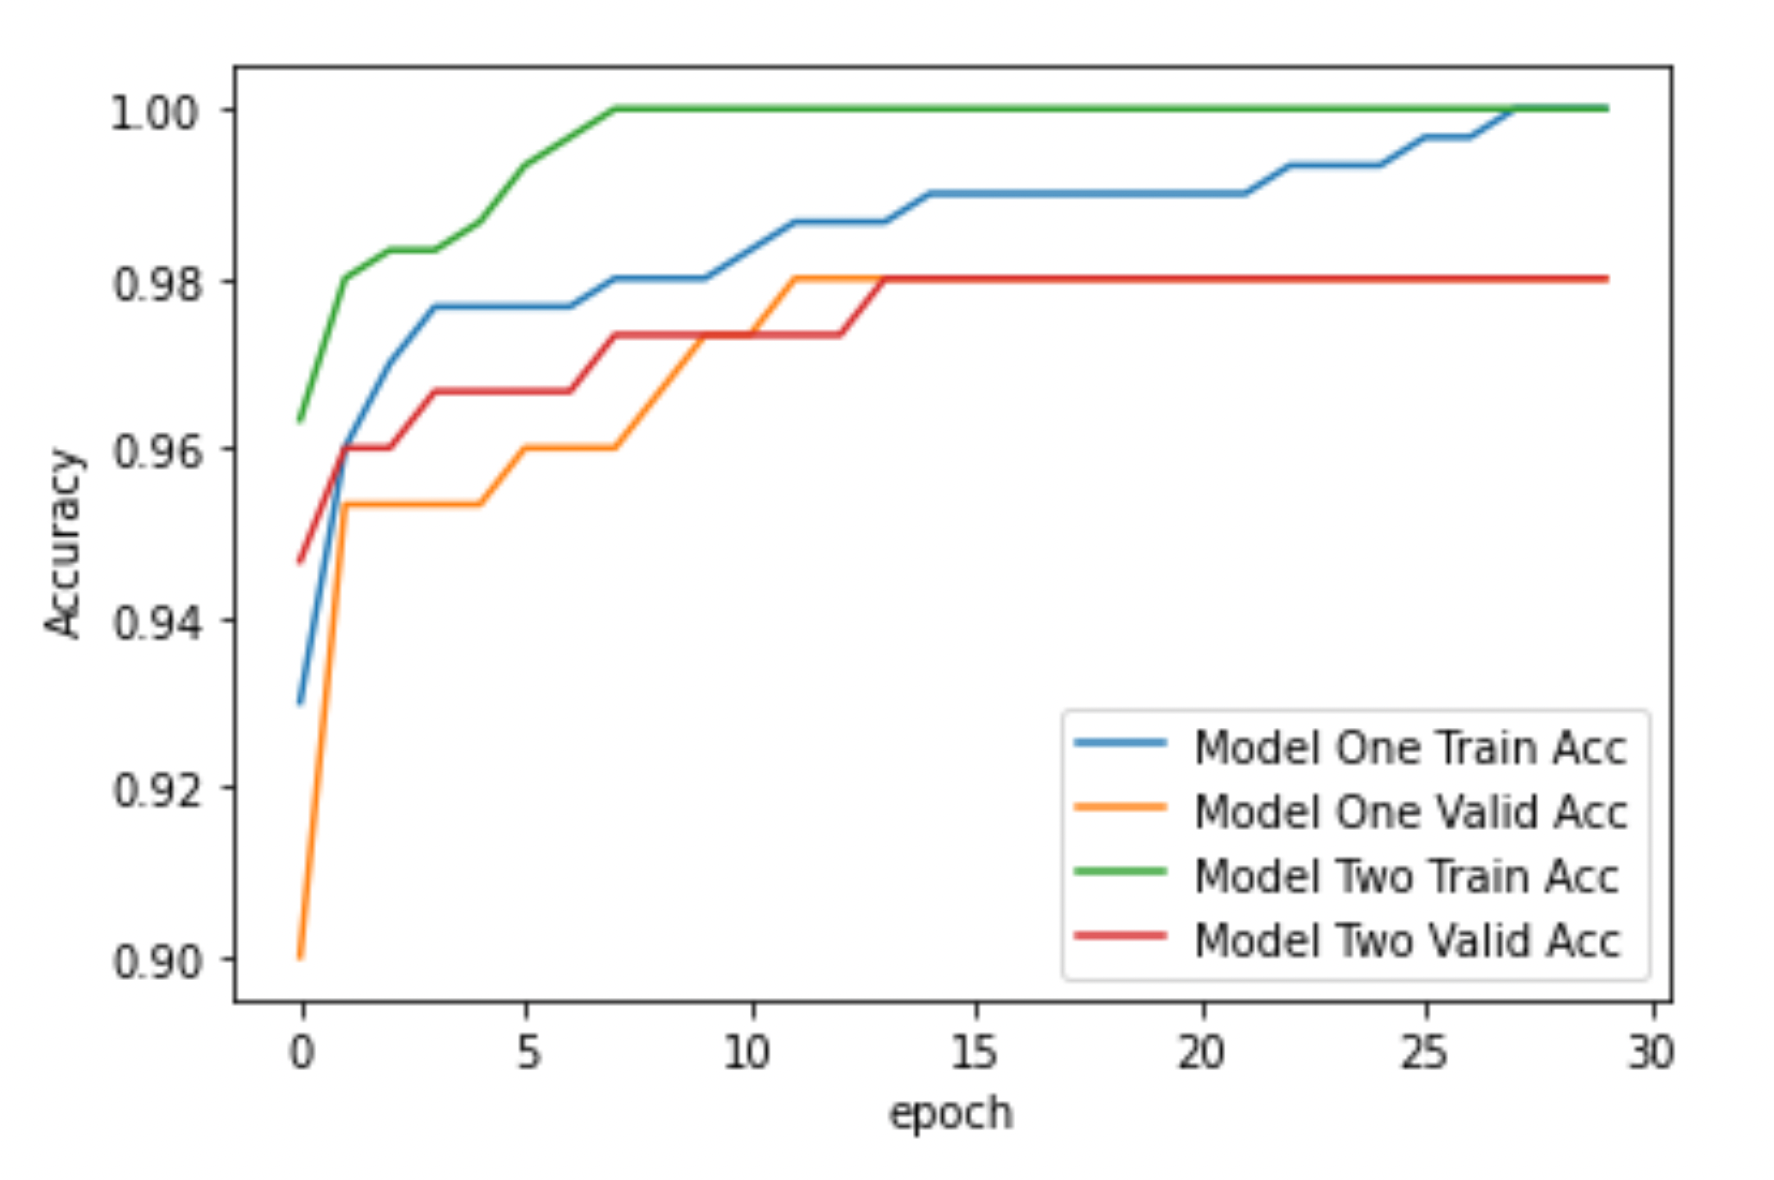 1.00
0.98
0.96
0.94
0.92
0.90
Accuracy
0 5 10 15 20 25 30
epoch
Model One Train Acc
Model One Valid Acc
Model Two Train Acc
Model Two Valid Acc